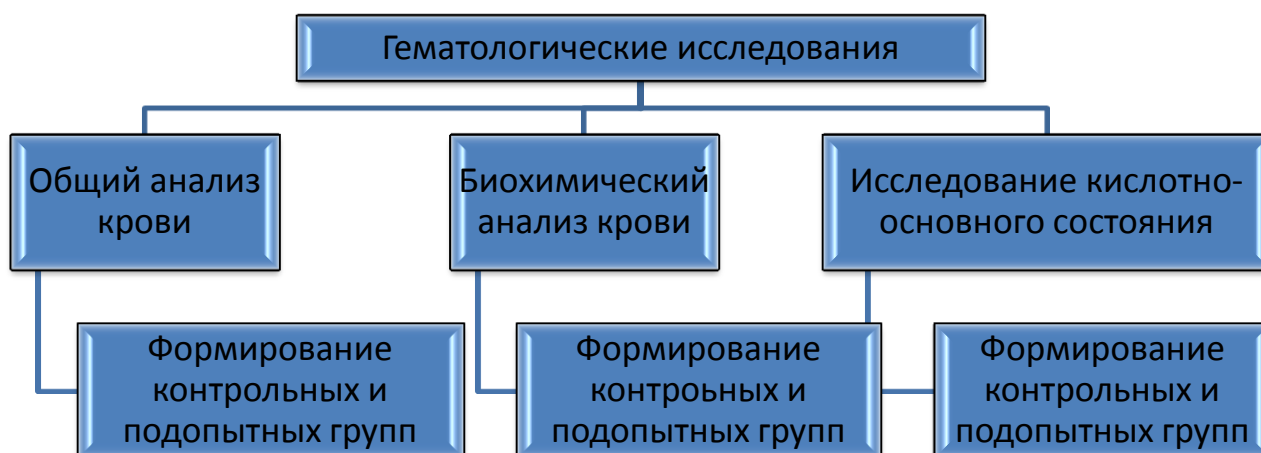 Гематологические исследования
Общий анализ
крови
Биохимический
анализ крови
Исследование кислотно-
основного состояния
Формирование
контрольных и
подопытных групп
Формирование
контроьных и
подопытных групп
Формирование
контрольных и
подопытных групп